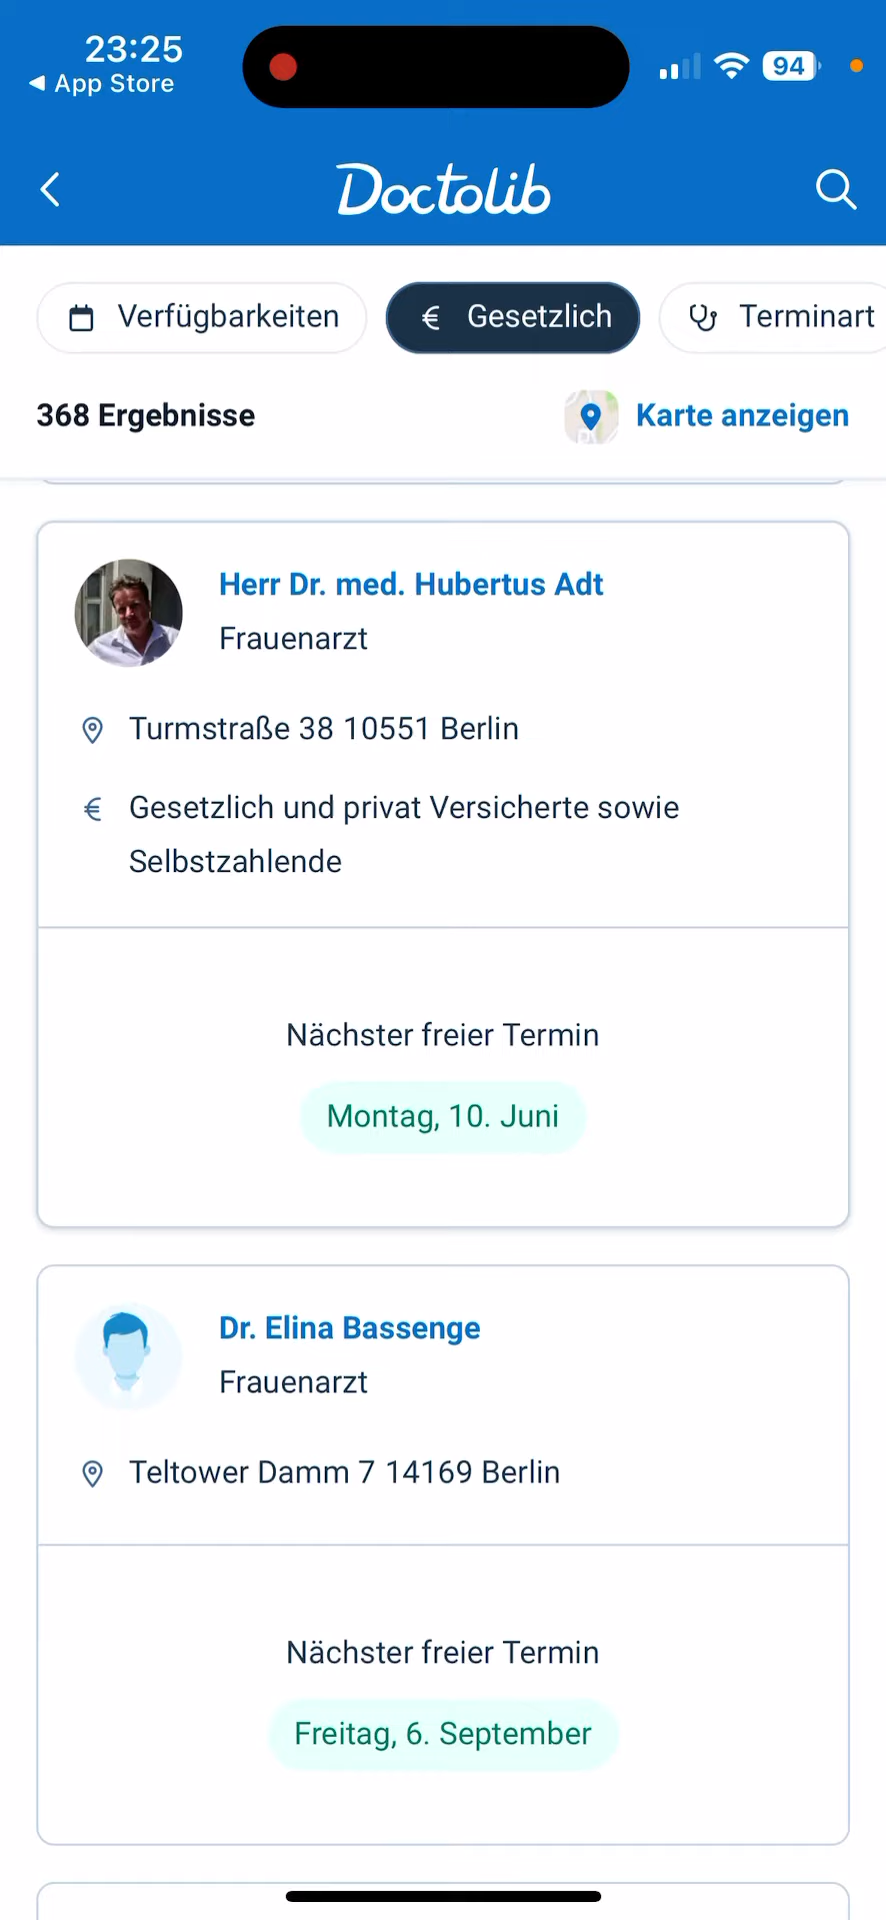 23:25
App Store
94
Doctolib
Verfügbarkeiten
€ Gesetzlich
Terminart
368 Ergebnisse
Karte anzeigen
Herr Dr. med. Hubertus Adt
Frauenarzt
Turmstraße 38 10551 Berlin
€ Gesetzlich und privat Versicherte sowie
Selbstzahlende
Nächster freier Termin
Montag, 10. Juni
Dr. Elina Bassenge
Frauenarzt
Teltower Damm 7 14169 Berlin
Nächster freier Termin
Freitag, 6. September